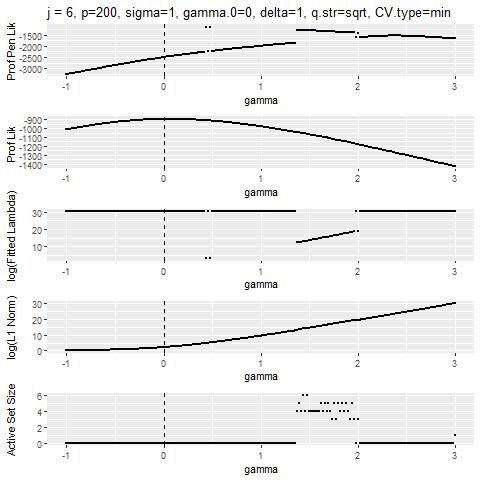 j = 6, p=200, sigma=1, gamma.0=0, delta=1, q.str=sqrt, CV.type=min
Prof Pen Lik
-1500
-2000
-2500
-3000
-1 0 1 2 3
gamma
Prof Lik
-900
-1000
-1100
-1200
-1300
-1400
-1 0 1 2 3
gamma
log(Fitted Lambda)
30
20
10
-1 0 1 2 3
gamma
log(L1 Norm)
30
20
10
0
-1 0 1 2 3
gamma
Active Set Size
6
4
2
0
-1 0 1 2 3
gamma